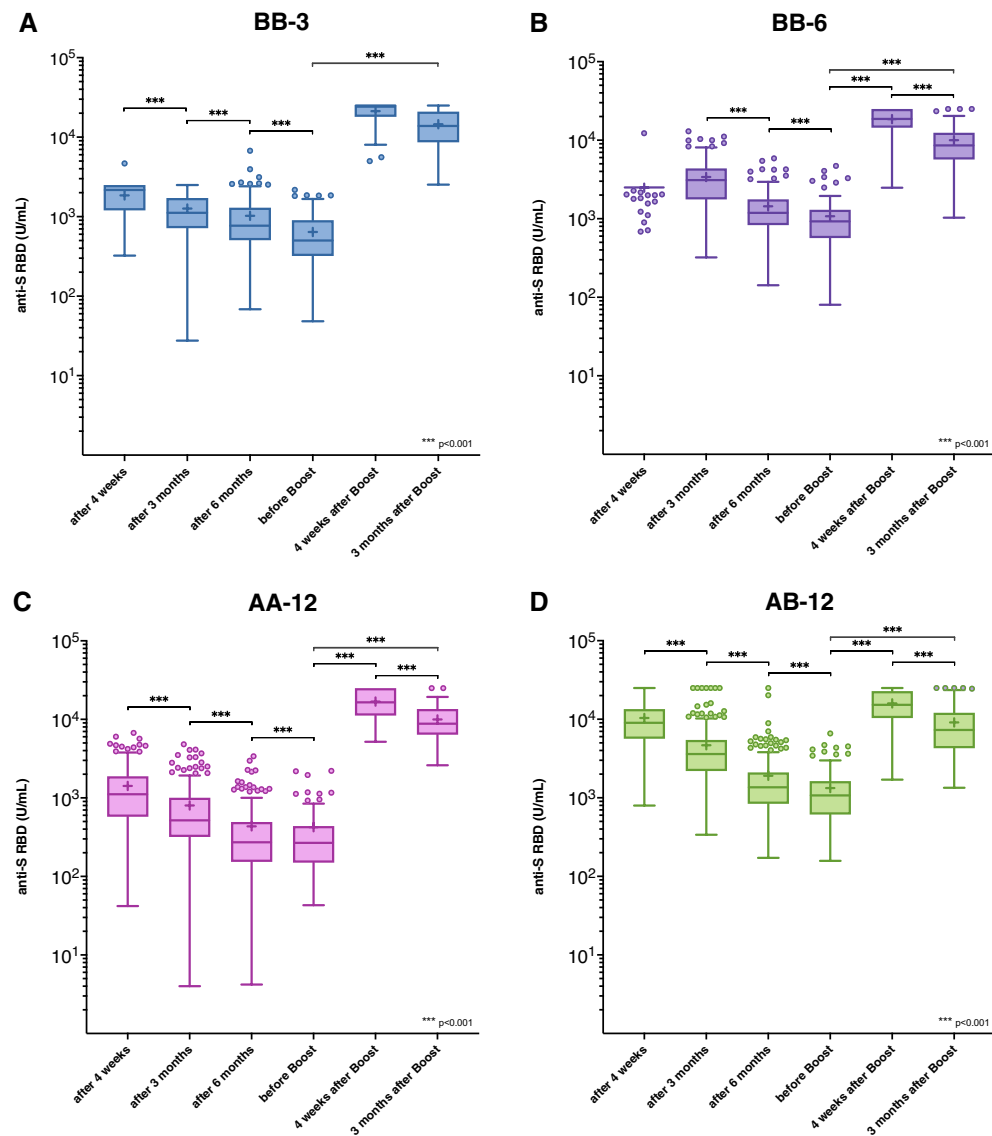 A
BB-3
anti-S RBD (U/mL)
10⁵
10⁴
10³
10²
10¹
***
***
***
***
*** p<0.001
after 4 weeks
after 3 months
after 6 months
before Boost
4 weeks after Boost
3 months after Boost
B
BB-6
anti-S RBD (U/mL)
10⁵
10⁴
10³
10²
10¹
***
***
***
***
***
*** p<0.001
after 4 weeks
after 3 months
after 6 months
before Boost
4 weeks after Boost
3 months after Boost
C
AA-12
anti-S RBD (U/mL)
10⁵
10⁴
10³
10²
10¹
***
***
***
***
***
***
*** p<0.001
after 4 weeks
after 3 months
after 6 months
before Boost
4 weeks after Boost
3 months after Boost
D
AB-12
anti-S RBD (U/mL)
10⁵
10⁴
10³
10²
10¹
***
***
***
***
***
***
*** p<0.001
after 4 weeks
after 3 months
after 6 months
before Boost
4 weeks after Boost
3 months after Boost